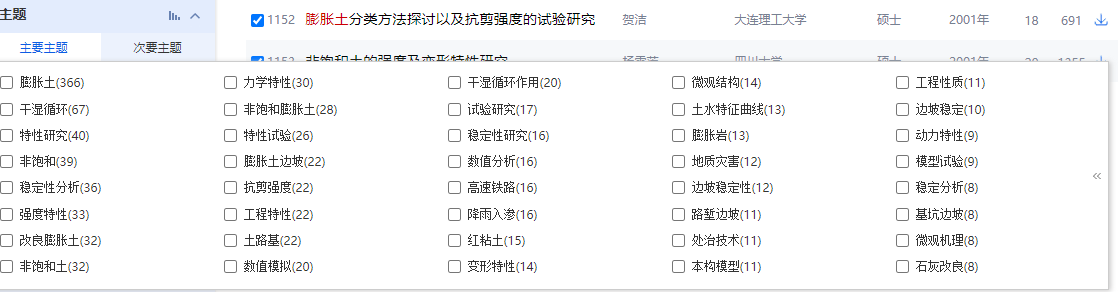 主题
1152 膨胀土分类方法探讨以及抗剪强度的试验研究 贺洁 大连理工大学 硕士 2001年 18 691
主要主题 次要主题
膨胀土(366) 力学特性(30) 干湿循环作用(20) 微观结构(14) 工程性质(11)
干湿循环(67) 非饱和膨胀土(28) 试验研究(17) 土水特征曲线(13) 边坡稳定(10)
特性研究(40) 特性试验(26) 稳定性研究(16) 膨胀岩(13) 动力特性(9)
非饱和(39) 膨胀土边坡(22) 数值分析(16) 地质灾害(12) 模型试验(9)
稳定性分析(36) 抗剪强度(22) 高速铁路(16) 边坡稳定性(12) 稳定分析(8)
强度特性(33) 工程特性(22) 降雨入渗(16) 路堑边坡(11) 基坑边坡(8)
改良膨胀土(32) 土路基(22) 红粘土(15) 处治技术(11) 微观机理(8)
非饱和土(32) 数值模拟(20) 变形特性(14) 本构模型(11) 石灰改良(8)